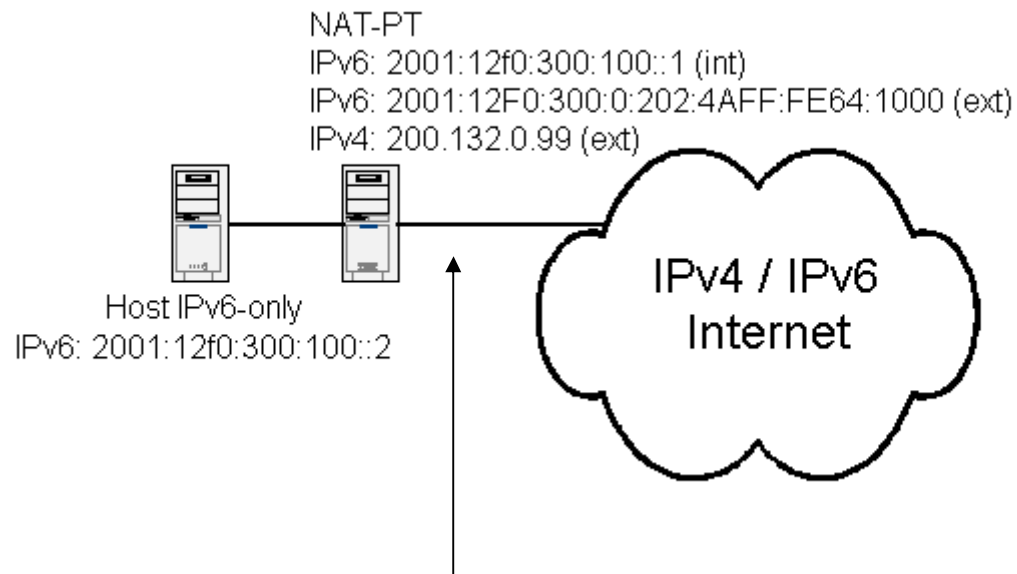 NAT-PT
IPv6: 2001:12f0:300:100::1 (int)
IPv6: 2001:12F0:300:0:202:4AFF:FE64:1000 (ext)
IPv4: 200.132.0.99 (ext)
Host IPv6-only
IPv6: 2001:12f0:300:100::2
IPv4 / IPv6
Internet